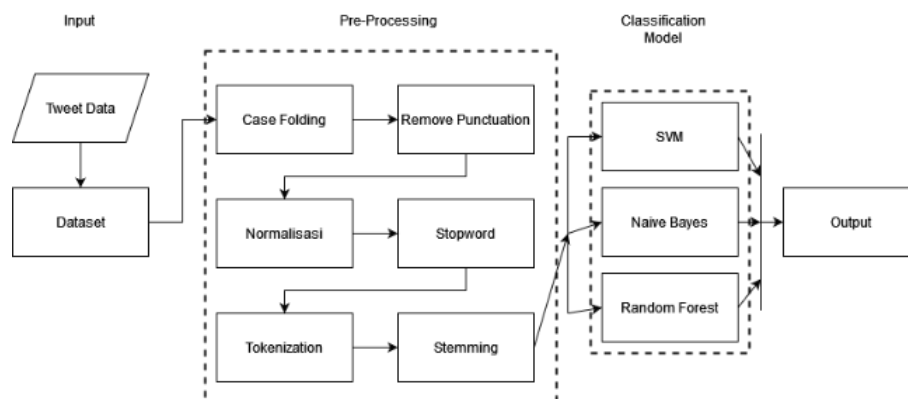 Input
Pre-Processing
Classification
Model
Tweet Data
Dataset
Case Folding
Remove Punctuation
Normalisasi
Stopword
Tokenization
Stemming
SVM
Naive Bayes
Random Forest
Output